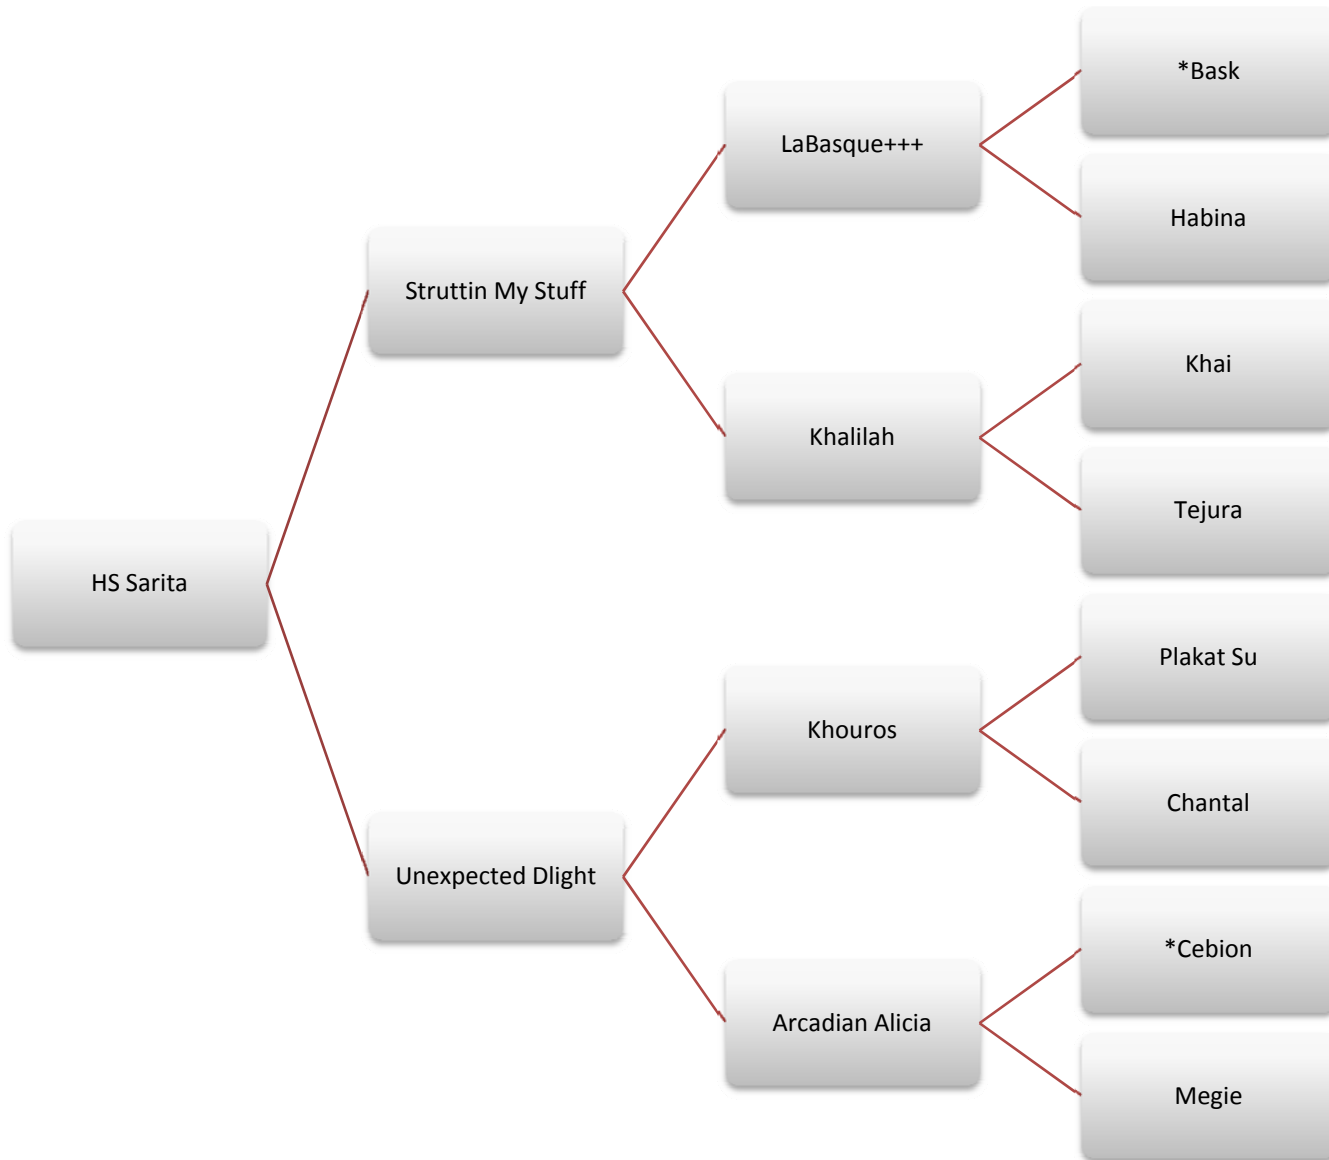 *Bask
LaBasque+++
Habina
Struttin My Stuff
Khai
Khalilah
Tejura
HS Sarita
Plakat Su
Khouros
Chantal
Unexpected Dlight
*Cebion
Arcadian Alicia
Megie